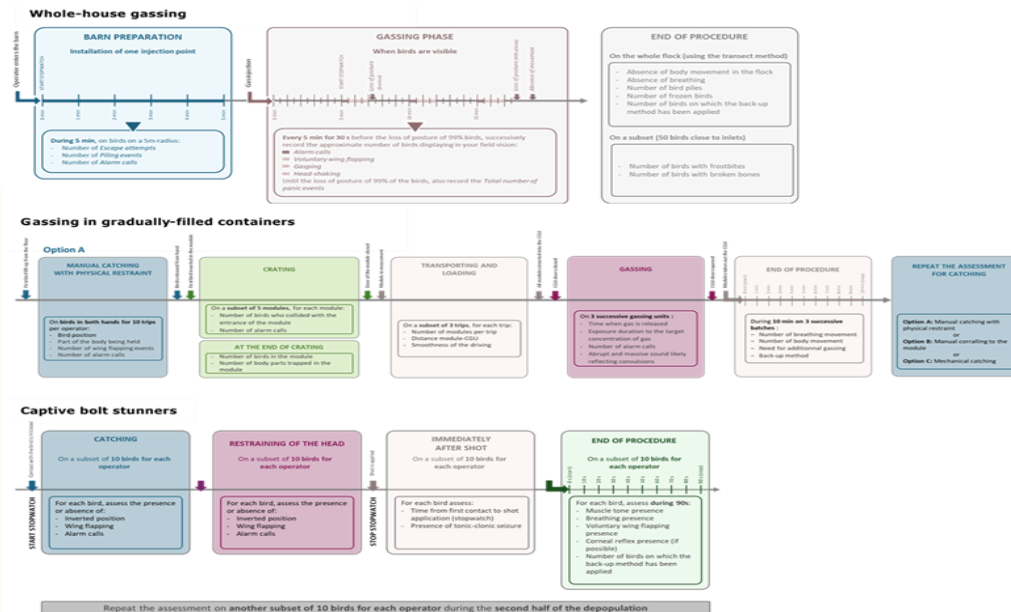 Whole-house gassing
BARN PREPARATION
Installation of one injection point
Operator enters the barn
START STOPWATCH
During 5 min, on birds on a 5m-radius:
- Number of Escape attempts
- Number of Piling events
- Number of Alarm calls
GASSING PHASE
When birds are visible
Gas injection
START STOPWATCH
Every 5 min for 30 s before the loss of posture of 99% birds, successively
record the approximate number of birds displaying in your field vision:
Alarm-calls
Voluntary wing flapping
Gasping
Head-shaking
Until the loss of posture of 99% of the birds, also record the Total number of
panic events
END OF PROCEDURE
On the whole flock (using the transect method)
- Absence of body movement in the flock
- Absence of breathing
- Number of bird piles
- Number of frozen birds
- Number of birds on which the back-up
method has been applied
On a subset (50 birds close to inlets)
- Number of birds with frostbites
- Number of birds with broken bones
Gassing in gradually-filled containers
Option A
MANUAL CATCHING
WITH PHYSICAL RESTRAINT
On birds in both hands for 10 trips
per operator:
- Bird position
- Part of the body being held
- Number of wing flapping events
- Number of alarm calls
CRATING
On a subset of 5 modules, for each module:
- Number of birds who collided with the
entrance of the module
- Number of alarm calls
AT THE END OF CRATING
- Number of birds in the module
- Number of body parts trapped in the
module
TRANSPORTING AND
LOADING
On a subset of 3 trips, for each trip:
- Number of modules per trip
- Distance module-CGU
- Smoothness of the driving
GASSING
On 3 successive gassing units :
- Time when gas is released
- Exposure duration to the target
concentration of gas
- Number of alarm calls
- Abrupt and massive sound likely
reflecting convulsions
END OF PROCEDURE
During 10 min on 3 successive
batches :
- Number of breathing movement
- Number of body movement
- Need for additionnal gassing
- Back-up method
REPEAT THE ASSESSMENT
FOR CATCHING
Option A: Manual catching with
physical restraint
or
Option B: Manual corralling to the
module
or
Option C: Mechanical catching
Captive bolt stunners
START STOPWATCH
CATCHING
On a subset of 10 birds for each
operator
For each bird, assess the presence
or absence of:
- Inverted position
- Wing flapping
- Alarm calls
RESTRAINING OF THE HEAD
On a subset of 10 birds for
each operator
For each bird, assess the presence
or absence of:
- Inverted position
- Wing flapping
- Alarm calls
STOP STOPWATCH
IMMEDIATELY
AFTER SHOT
On a subset of 10 birds for
each operator
For each bird assess:
- Time from first contact to shot
application (stopwatch)
- Presence of tonic-clonic seizure
END OF PROCEDURE
On a subset of 10 birds for
each operator
For each bird, assess during 90s:
- Muscle tone presence
- Breathing presence
- Voluntary wing flapping
presence
- Corneal reflex presence (if
possible)
- Number of birds on which the
back-up method has been
applied
Repeat the assessment on another subset of 10 birds for each operator during the second half of the depopulation